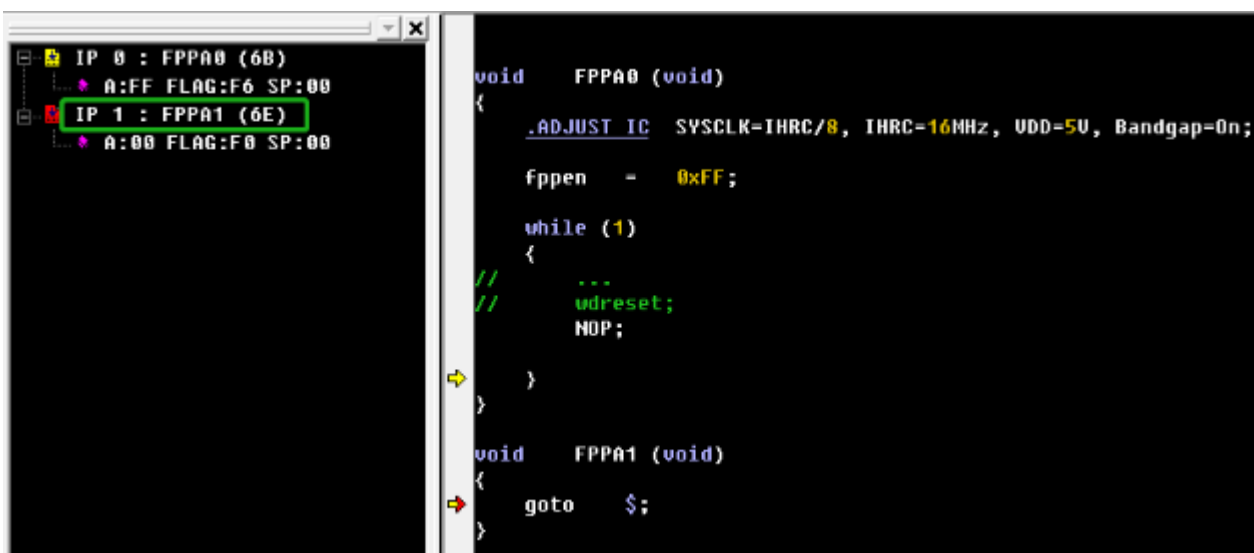 IP 0 : FPPA0 (6B)
A:FF FLAG:F6 SP:00
IP 1 : FPPA1 (6E)
A:00 FLAG:F0 SP:00
void FPPA0 (void)
{
.ADJUST_IC SYSCLK=IHRC/8, IHRC=16MHz, VDD=5V, Bandgap=On;
fppen = 0xFF;
while (1)
{
// ...
// wdreset;
NOP;
}
}
void FPPA1 (void)
{
goto $;
}